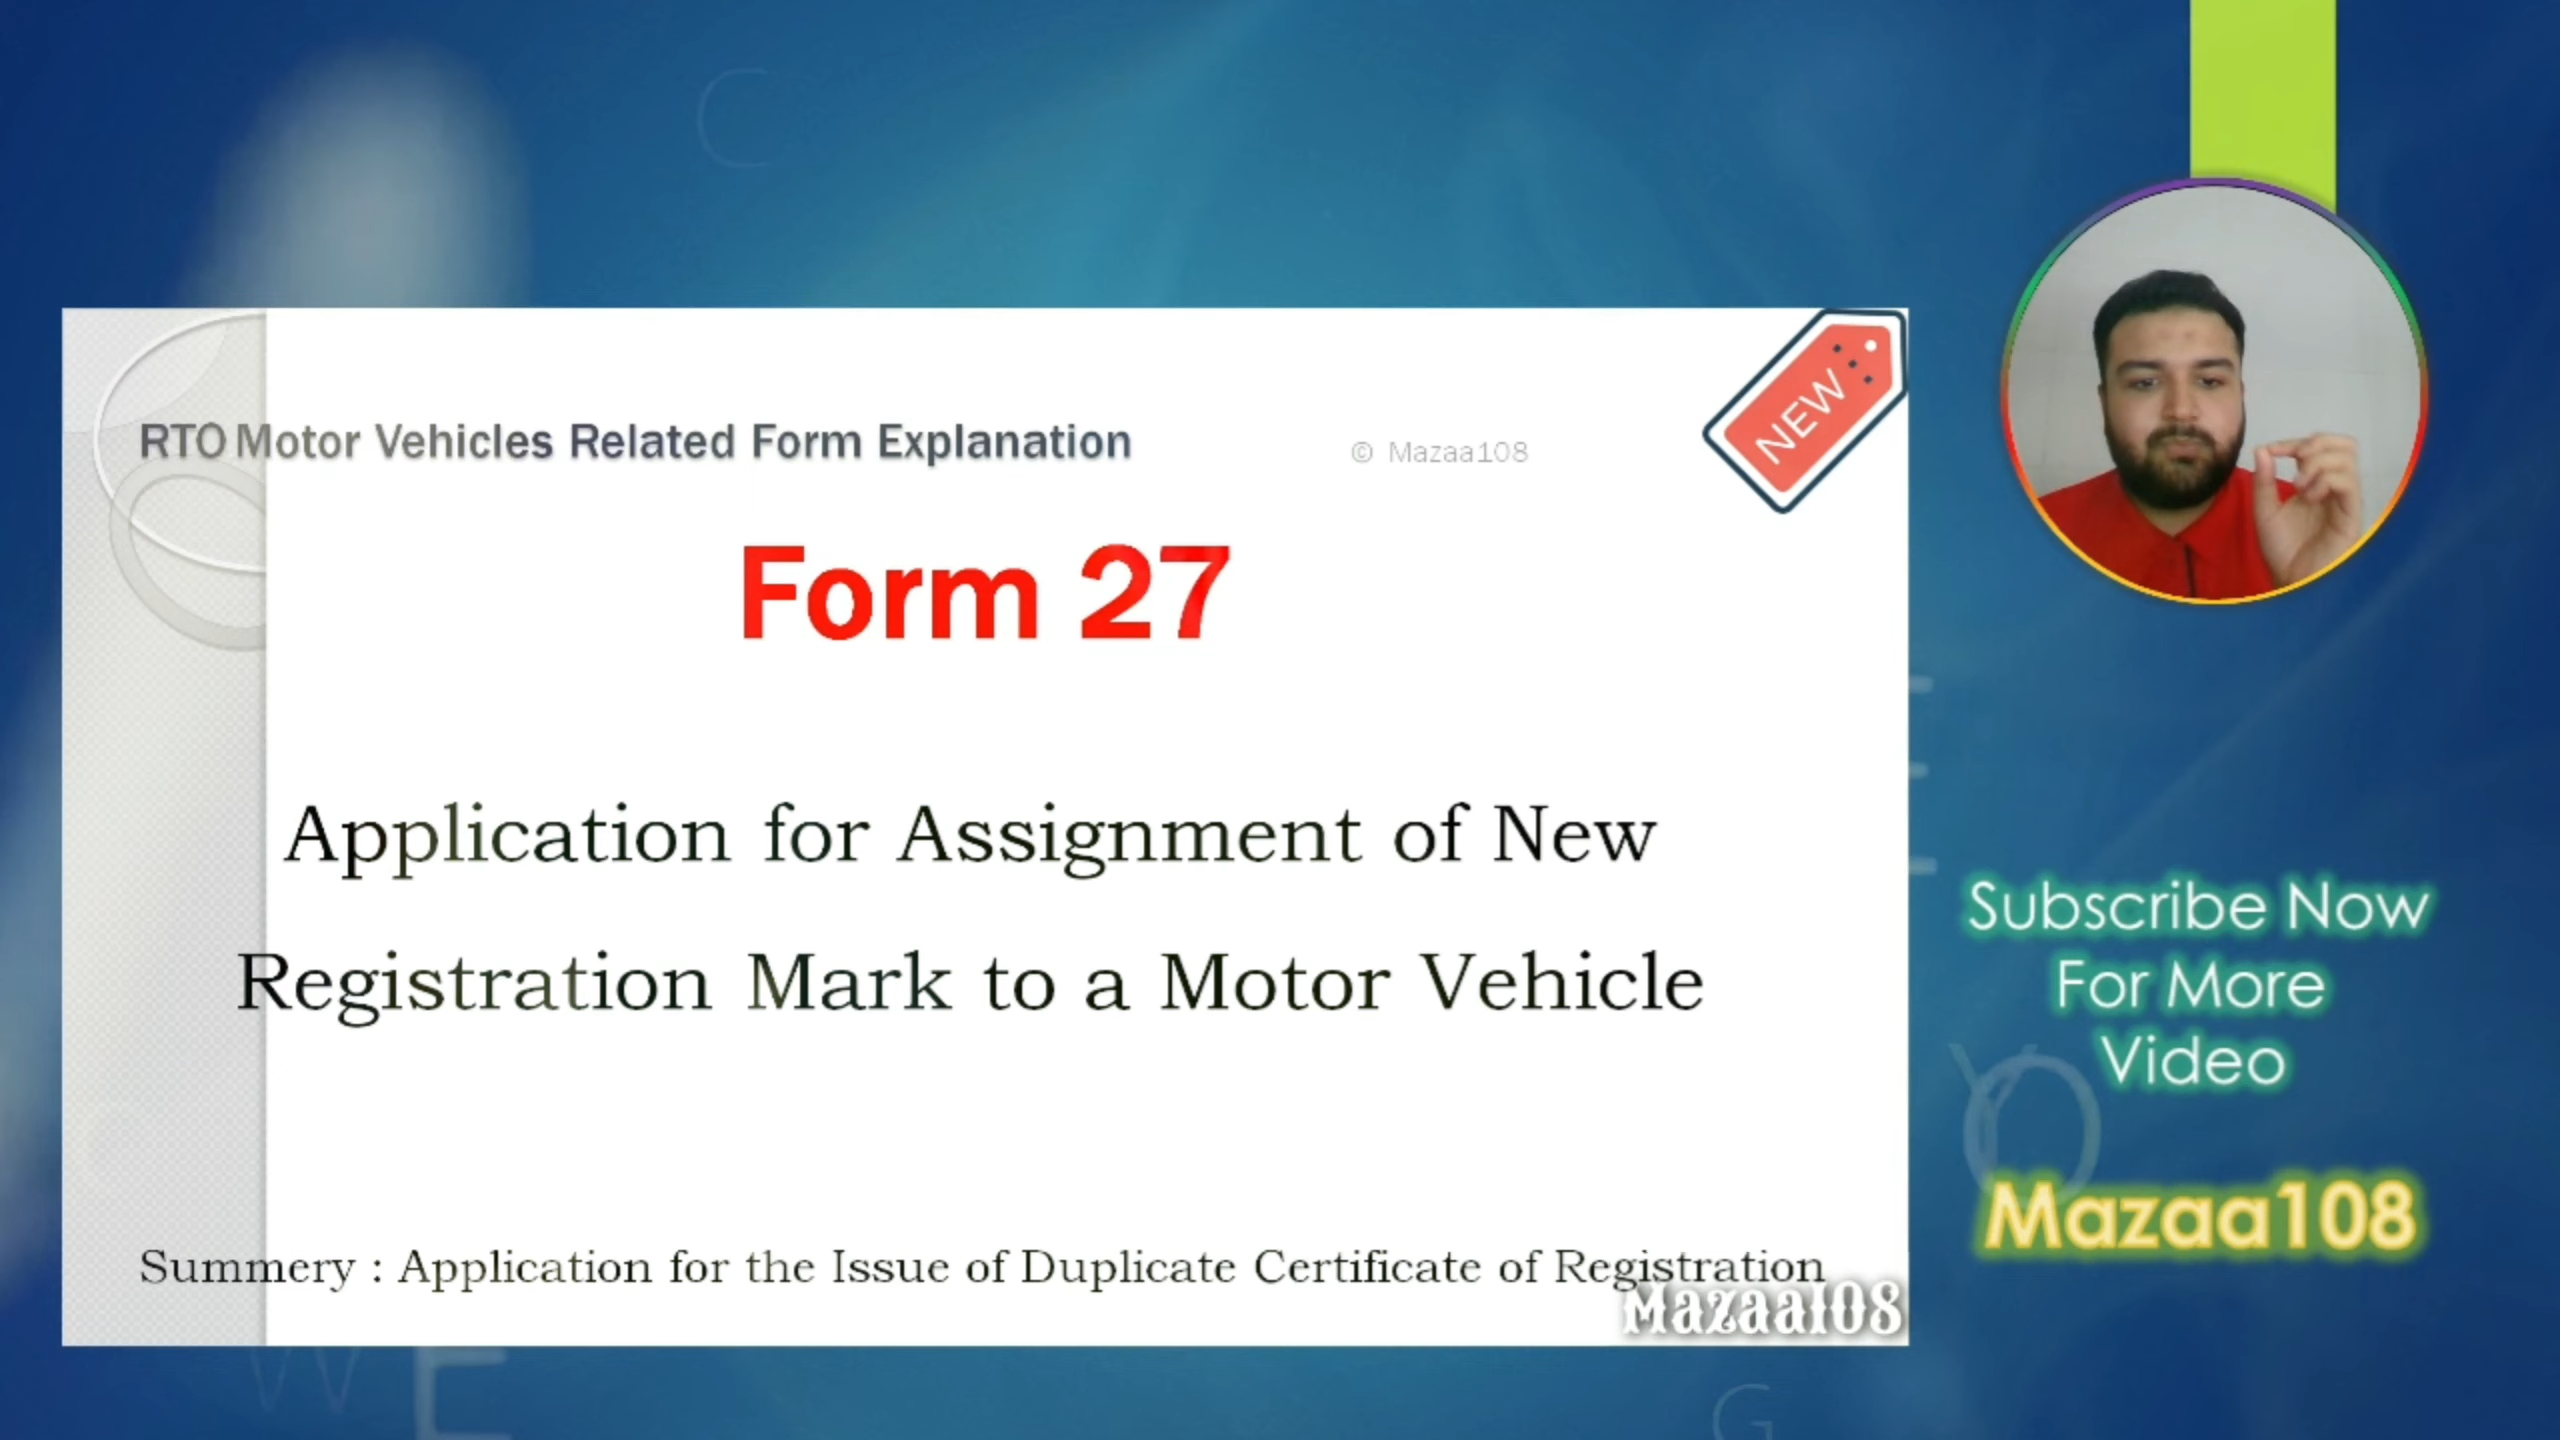 RTO Motor Vehicles Related Form Explanation
© Mazaa108
NEW
Form 27
Application for Assignment of New
Registration Mark to a Motor Vehicle
Summery : Application for the Issue of Duplicate Certificate of Registration
Mazaa108
Subscribe Now
For More
Video
Mazaa108